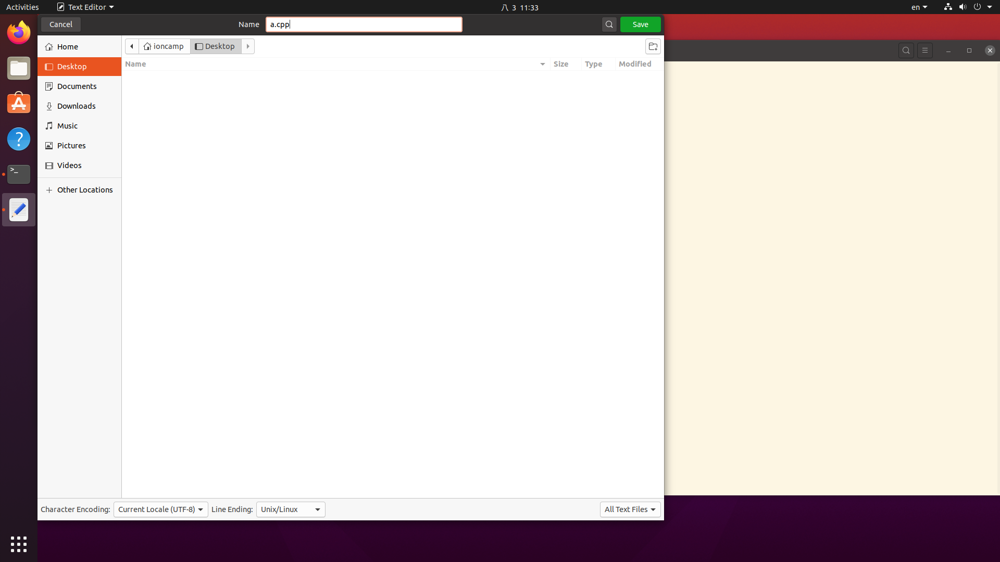 Activities
Text Editor
八 3 11:33
en
Cancel
Name
a.cpp
Save
Home
Desktop
Documents
Downloads
Music
Pictures
Videos
Other Locations
ioncamp
Desktop
Name
Size
Type
Modified
Character Encoding:
Current Locale (UTF-8)
Line Ending:
Unix/Linux
All Text Files